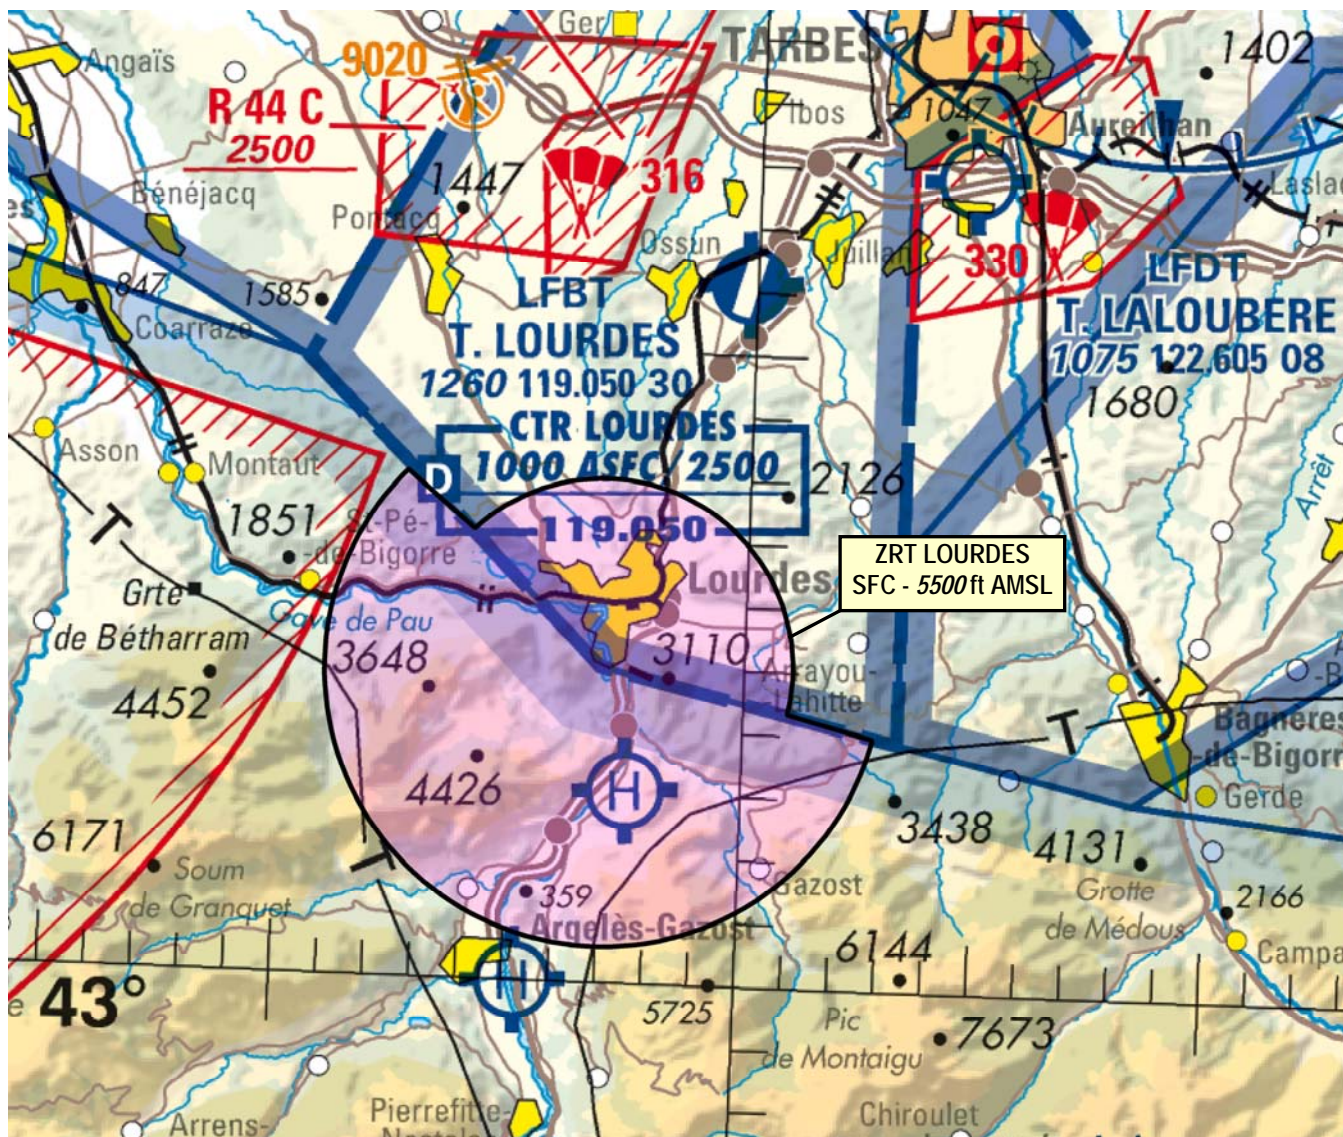 Ger
TARBES
1402
Angaïs
9020
R 44 C
2500
Ibos
1047
Aureilhan
Bénéjacq
1447
316
Pontacq
Ossun
Juillan
330
LFDT
T. LALOUBERE
1075 122.605 08
1680
847
Coarraze
1585
LFBT
T. LOURDES
1260 119.050 30
CTR LOURDES
1000 ASFC/2500
D
119.050
2126
Arrêt
Asson
Montaut
T
1851
St-Pé-
-de-Bigorre
ZRT LOURDES
SFC - 5500 ft AMSL
Lourdes
Grte
de Bétharram
Gave de Pau
4452
3648
3110
Arrayou-
Lahitte
T
Bagnères
-de-Bigorr
Gerde
4426
H
3438
4131
Grotte
de Médous
2166
Campa
6171
Soum
de Granquet
T
359
Argelès-Gazost
Gazost
H
6144
43°
5725
Pic
de Montaigu
7673
Pierrefitte-
Arrens-
Chiroulet